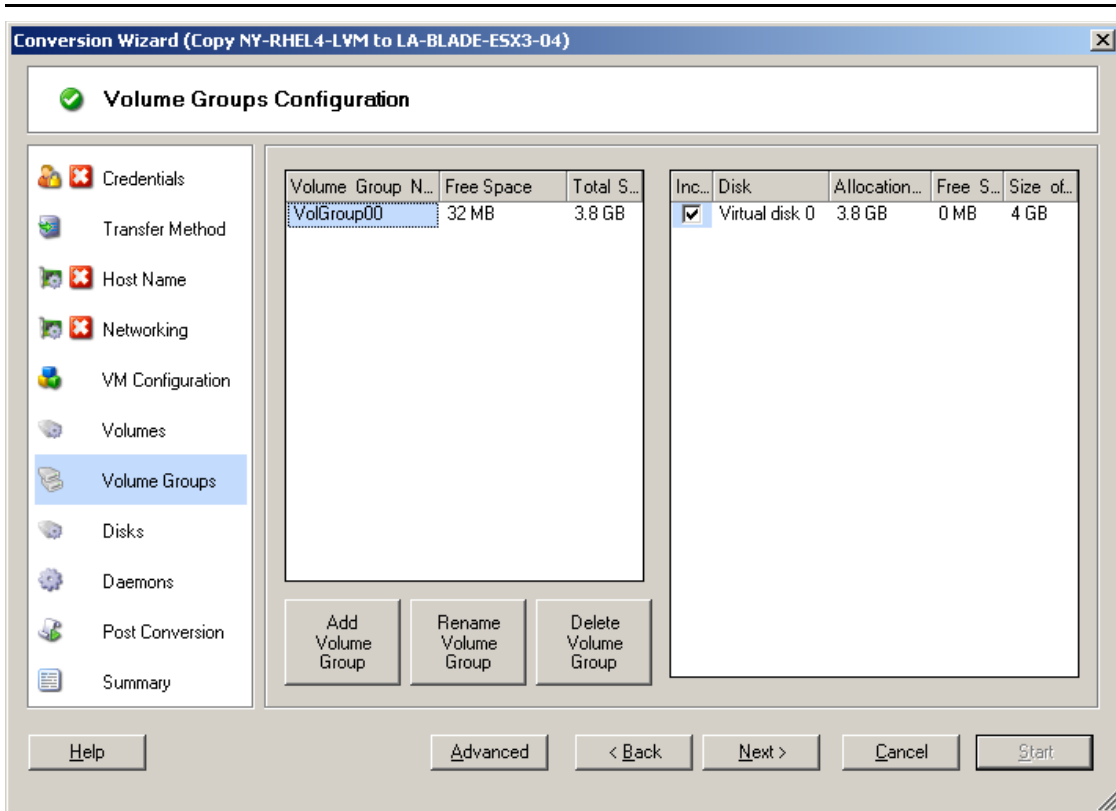 Conversion Wizard (Copy NY-RHEL4-LVM to LA-BLADE-ESX3-04)
Volume Groups Configuration
Credentials
Transfer Method
Host Name
Networking
VM Configuration
Volumes
Volume Groups
Disks
Daemons
Post Conversion
Summary
Volume Group N... Free Space Total S...
VolGroup00 32 MB 3.8 GB
Add
Volume
Group
Rename
Volume
Group
Delete
Volume
Group
Inc... Disk Allocation... Free S... Size of...
Virtual disk 0 3.8 GB 0 MB 4 GB
Help Advanced < Back Next > Cancel Start